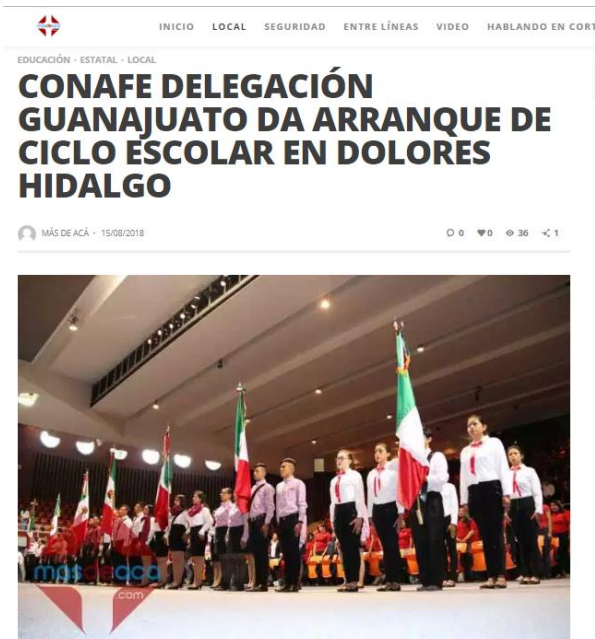 INICIO LOCAL SEGURIDAD ENTRE LÍNEAS VIDEO HABLANDO EN CORT
EDUCACIÓN · ESTATAL · LOCAL
CONAFE DELEGACIÓN
GUANAJUATO DA ARRANQUE DE
CICLO ESCOLAR EN DOLORES
HIDALGO
MÁS DE ACÁ · 15/08/2018 0 0 36 1
masdeaca
.com